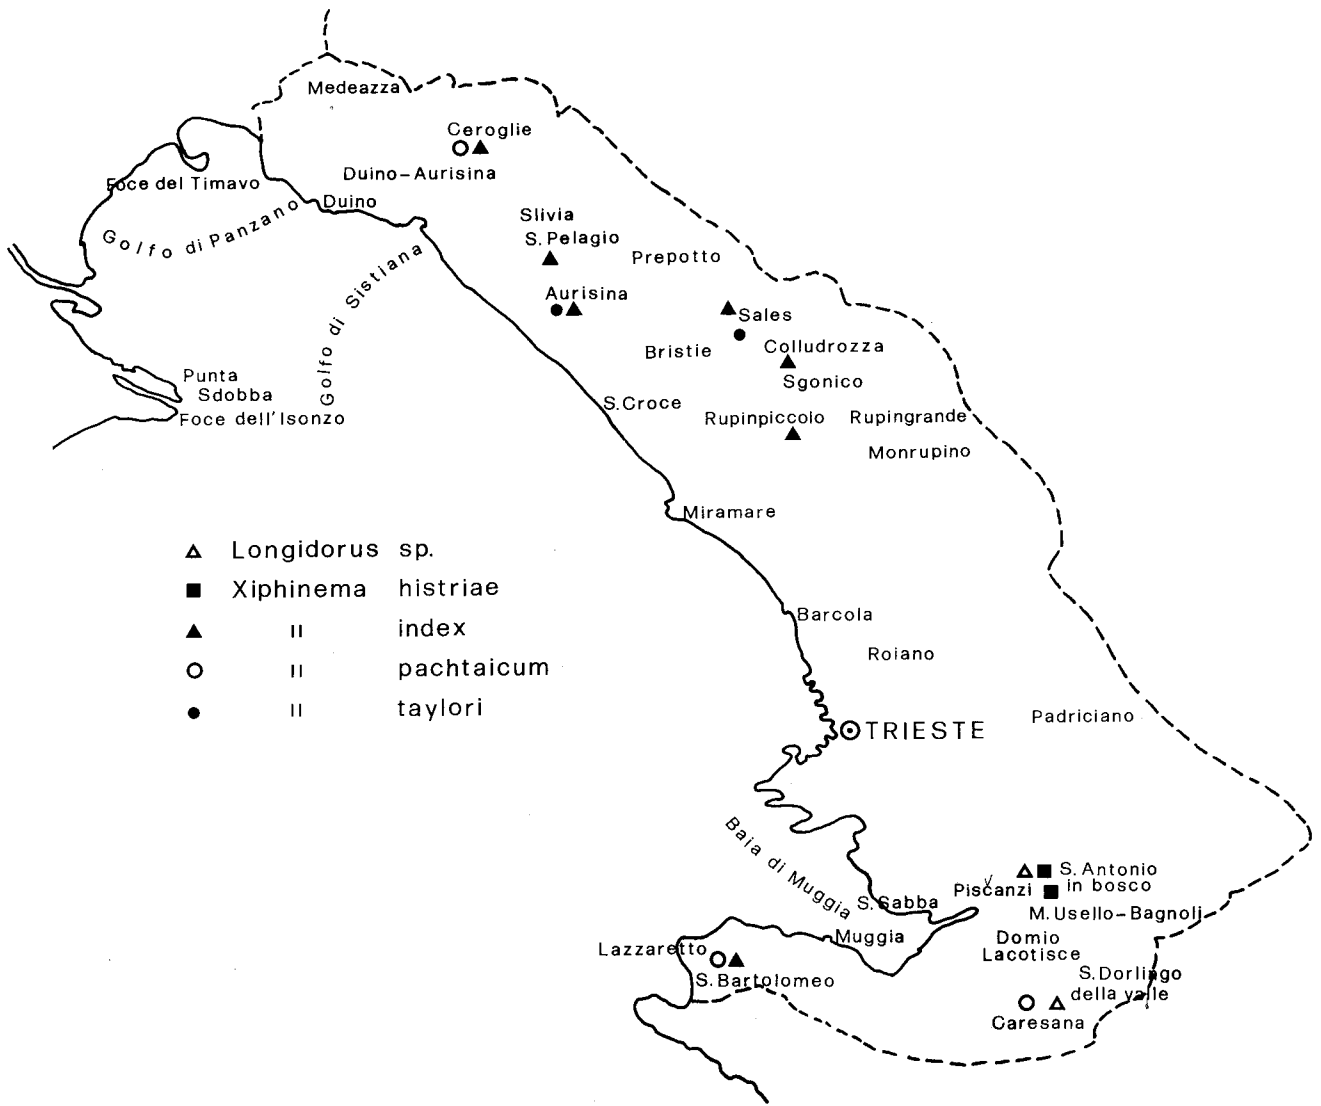 Medeazza
Ceroglie
Duino-Aurisina
Foce del Timavo
Duino
Golfo di Panzano
Slivia
S. Pelagio
Prepotto
Golfo di Sistiana
Aurisina
Sales
Bristie
Colludrozza
Sgonico
Punta
Sdobba
Foce dell'Isonzo
S. Croce
Rupinpiccolo
Rupingrande
Monrupino
Miramare
Longidorus sp.
Xiphinema histriae
" index
" pachtaicum
" taylori
Barcola
Roiano
Padriciano
TRIESTE
Baia di Muggia
S. Antonio
in bosco
Piscanzi
S. Sabba
M. Usello-Bagnoli
Muggia
Domio
Lacotisce
Lazzaretto
S. Bartolomeo
S. Dorlingo
della valle
Caresana